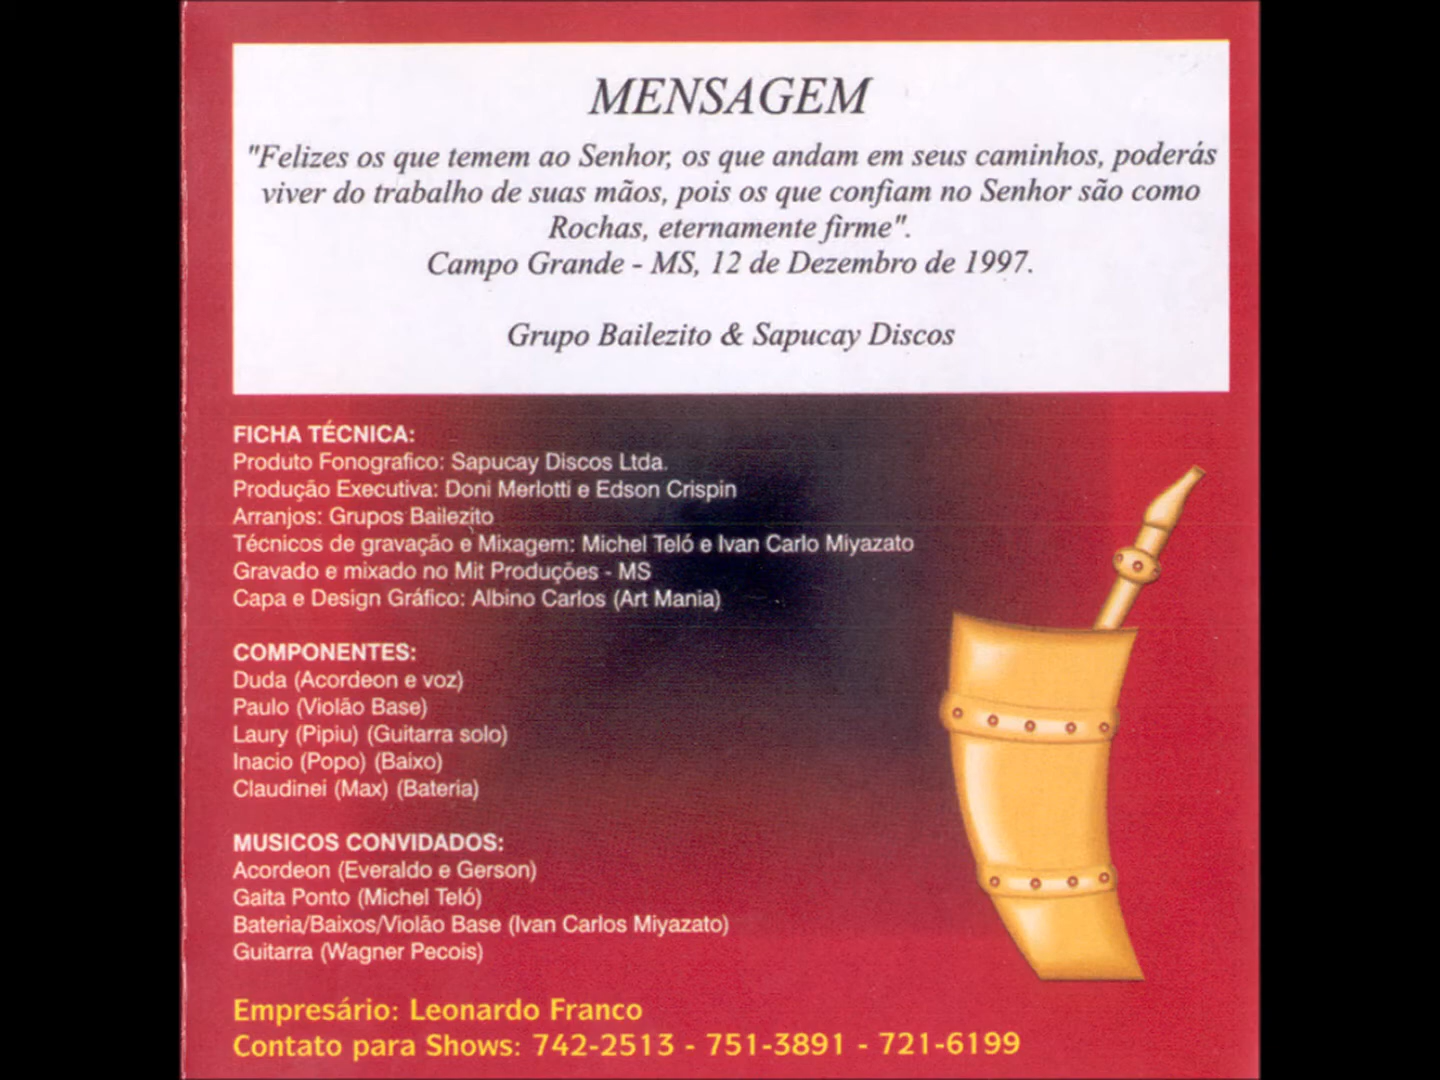 MENSAGEM
"Felizes os que temem ao Senhor, os que andam em seus caminhos, poderás
viver do trabalho de suas mãos, pois os que confiam no Senhor são como
Rochas, eternamente firme".
Campo Grande - MS, 12 de Dezembro de 1997.
Grupo Bailezito & Sapucay Discos
FICHA TÉCNICA:
Produto Fonografico: Sapucay Discos Ltda.
Produção Executiva: Doni Merlotti e Edson Crispin
Arranjos: Grupos Bailezito
Técnicos de gravação e Mixagem: Michel Teló e Ivan Carlo Miyazato
Gravado e mixado no Mit Produções - MS
Capa e Design Gráfico: Albino Carlos (Art Mania)
COMPONENTES:
Duda (Acordeon e voz)
Paulo (Violão Base)
Laury (Pipiu) (Guitarra solo)
Inacio (Popo) (Baixo)
Claudinei (Max) (Bateria)
MUSICOS CONVIDADOS:
Acordeon (Everaldo e Gerson)
Gaita Ponto (Michel Teló)
Bateria/Baixos/Violão Base (Ivan Carlos Miyazato)
Guitarra (Wagner Pecois)
Empresário: Leonardo Franco
Contato para Shows: 742-2513 - 751-3891 - 721-6199